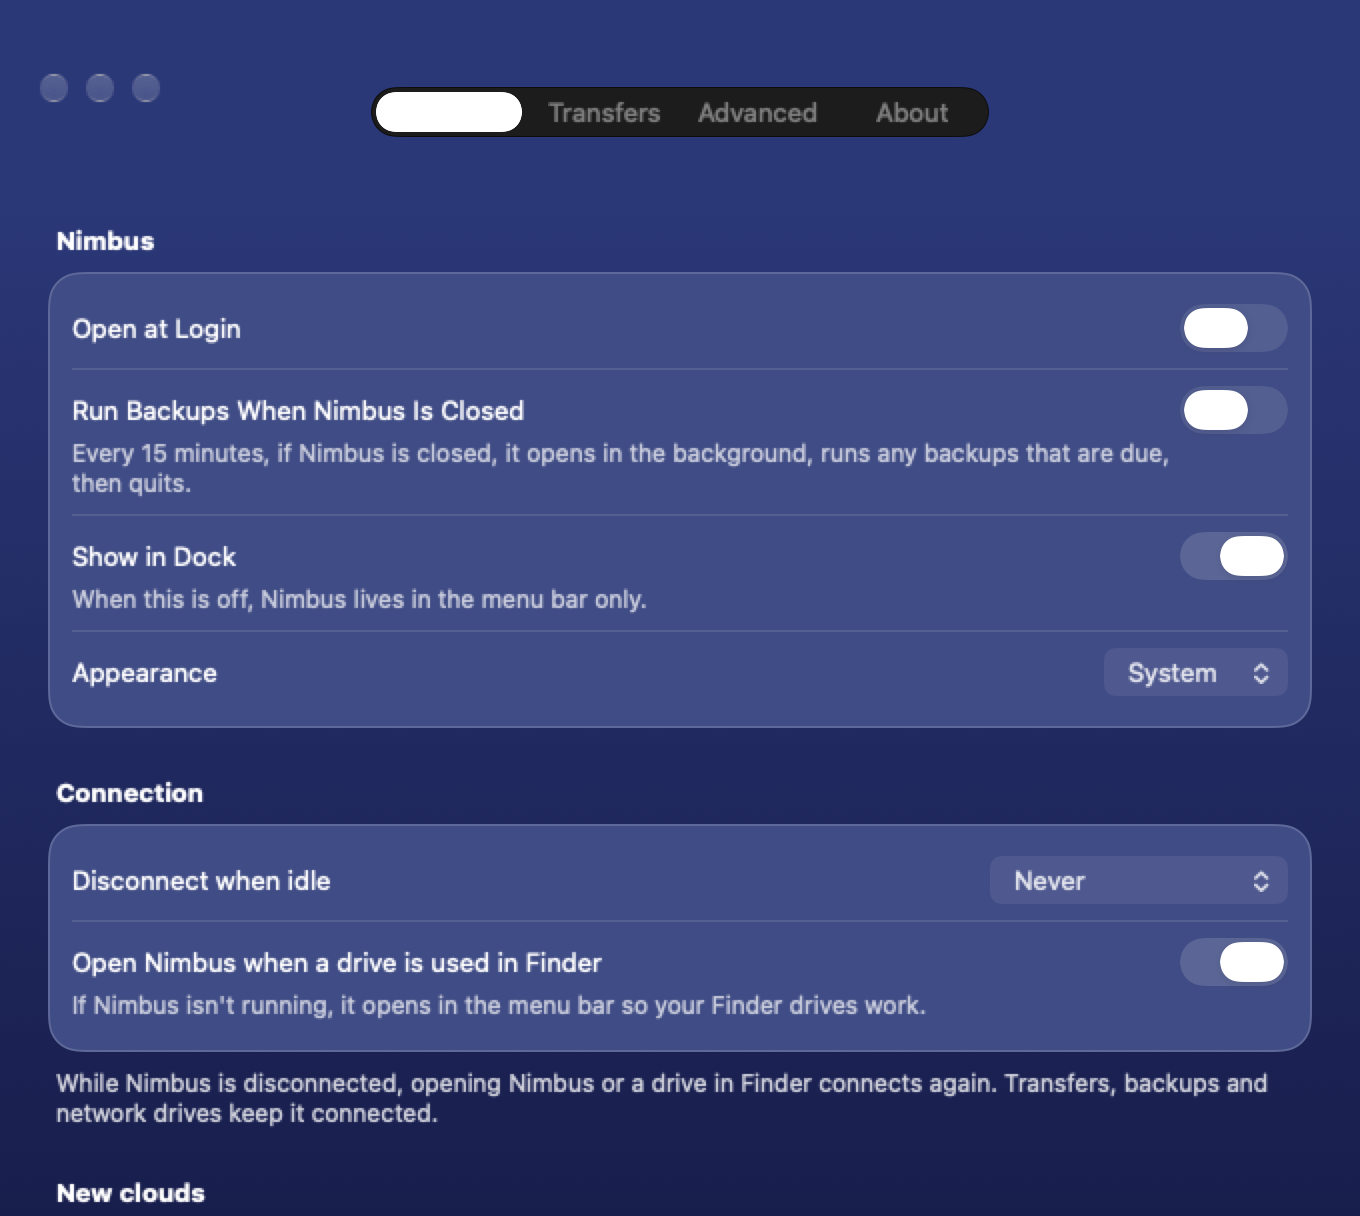 Transfers Advanced About
Nimbus
Open at Login
Run Backups When Nimbus Is Closed
Every 15 minutes, if Nimbus is closed, it opens in the background, runs any backups that are due,
then quits.
Show in Dock
When this is off, Nimbus lives in the menu bar only.
Appearance System
Connection
Disconnect when idle Never
Open Nimbus when a drive is used in Finder
If Nimbus isn't running, it opens in the menu bar so your Finder drives work.
While Nimbus is disconnected, opening Nimbus or a drive in Finder connects again. Transfers, backups and
network drives keep it connected.
New clouds